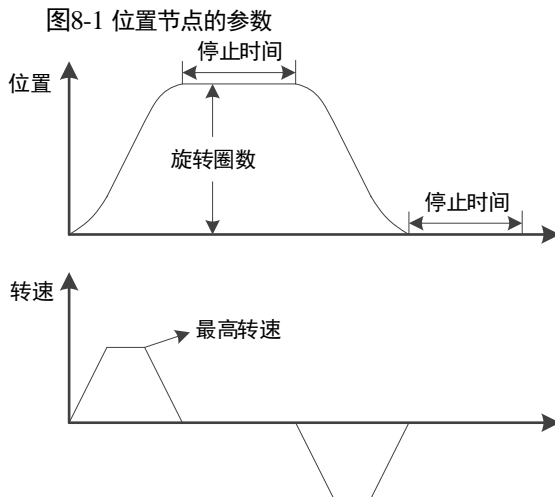 图8-1 位置节点的参数
停止时间
位置
旋转圈数
停止时间
转速
最高转速